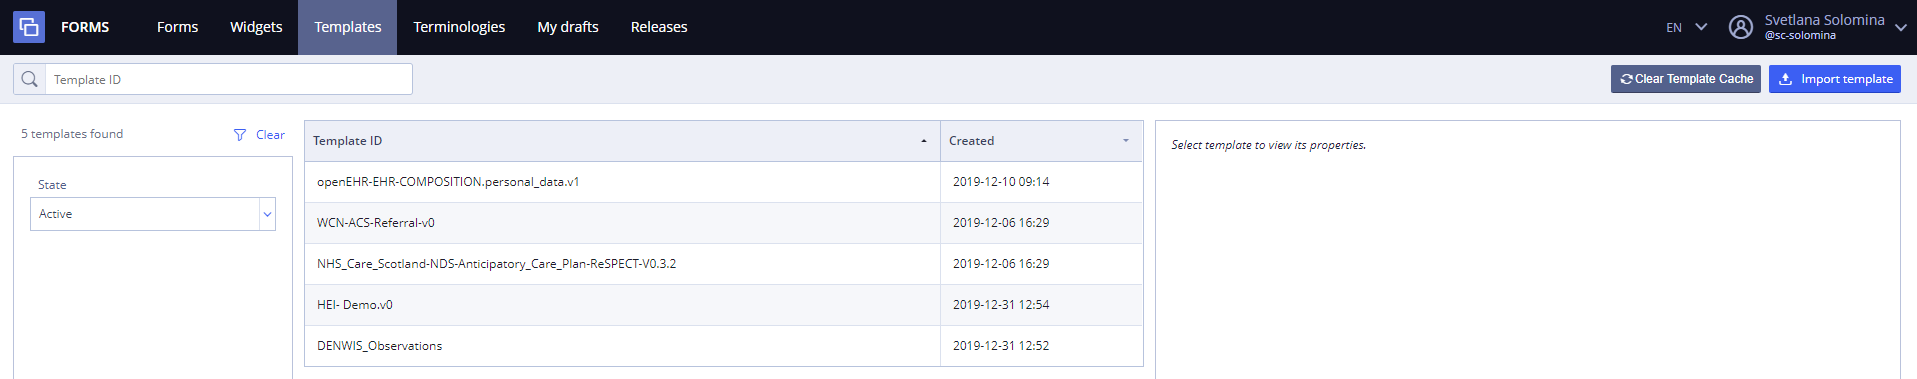 FORMS Forms Widgets Templates Terminologies My drafts Releases EN Svetlana Solomina
@sc-solomina
Template ID Clear Template Cache Import template
5 templates found Clear
State
Active
Template ID Created
openEHR-EHR-COMPOSITION.personal_data.v1 2019-12-10 09:14
WCN-ACS-Referral-v0 2019-12-06 16:29
NHS_Care_Scotland-NDS-Anticipatory_Care_Plan-ReSPECT-V0.3.2 2019-12-06 16:29
HEI- Demo.v0 2019-12-31 12:54
DENWIS_Observations 2019-12-31 12:52
Select template to view its properties.